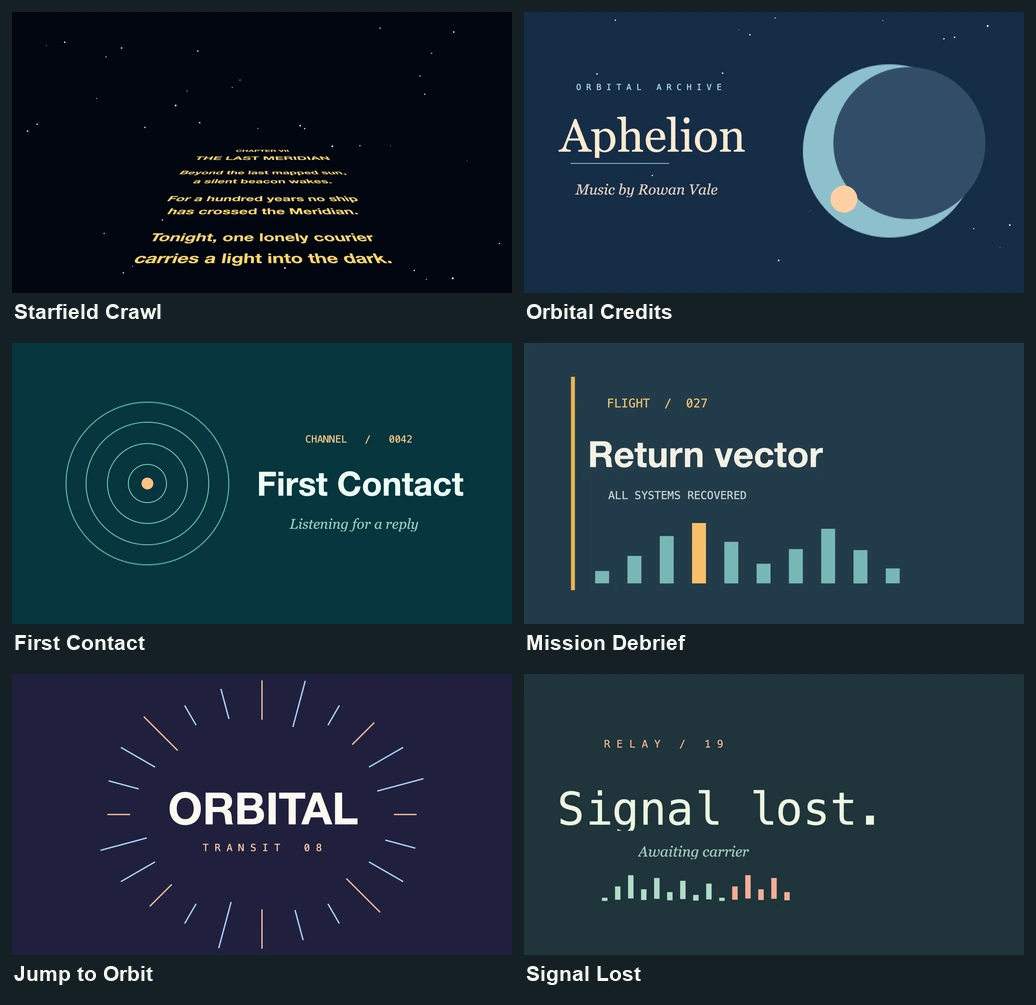 CHAPTER VII
THE LAST MERIDIAN
Beyond the last mapped sun,
a silent beacon wakes.
For a hundred years no ship
has crossed the Meridian.
Tonight, one lonely courier
carries a light into the dark.
Starfield Crawl
ORBITAL ARCHIVE
Aphelion
Music by Rowan Vale
Orbital Credits
CHANNEL / 0042
First Contact
Listening for a reply
First Contact
FLIGHT / 027
Return vector
ALL SYSTEMS RECOVERED
Mission Debrief
ORBITAL
TRANSIT 08
Jump to Orbit
RELAY / 19
Signal lost.
Awaiting carrier
Signal Lost